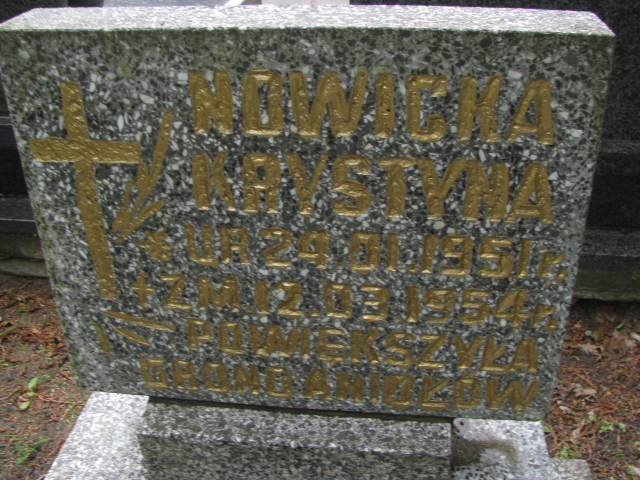 NOWICKA
KRYSTYNA
* UR 24.01.1951 r.
+ ZM.12.03.1954 r.
POWIĘKSZYŁA
GRONO ANIOŁÓW